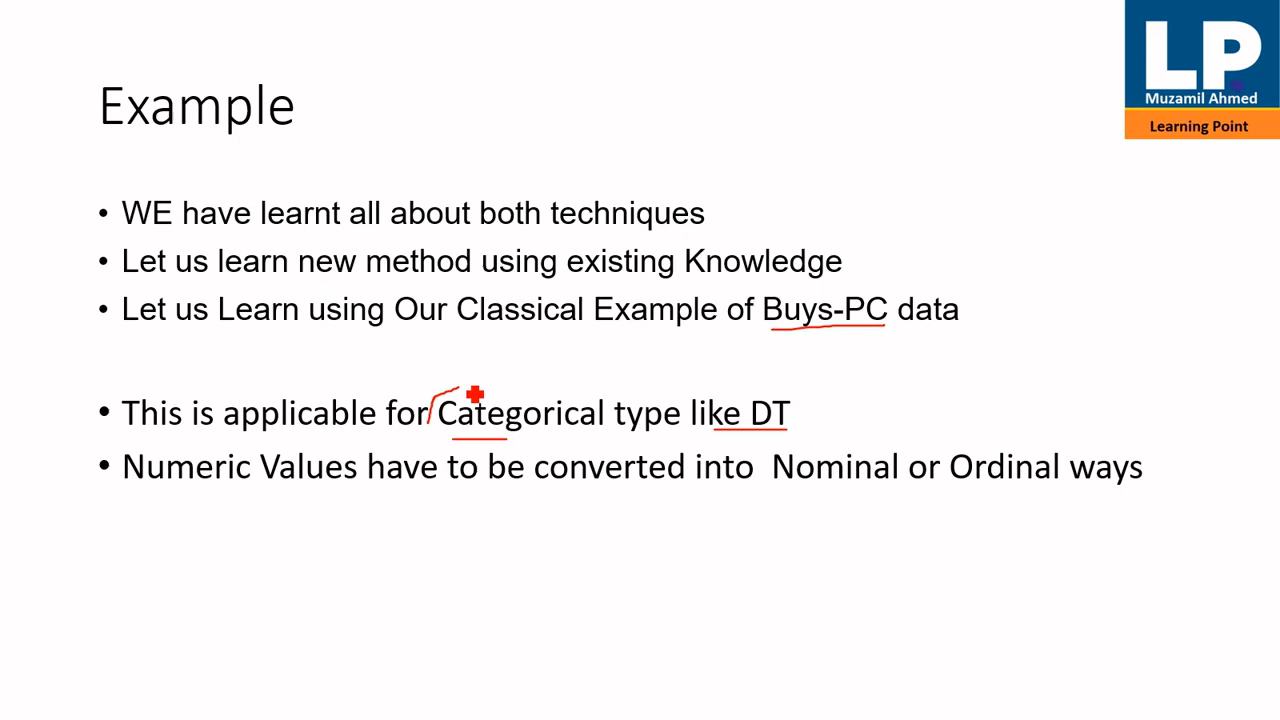 LP.
Muzamil Ahmed
Learning Point
Example
• WE have learnt all about both techniques
• Let us learn new method using existing Knowledge
• Let us Learn using Our Classical Example of Buys-PC data
• This is applicable for Categorical type like DT
• Numeric Values have to be converted into Nominal or Ordinal ways